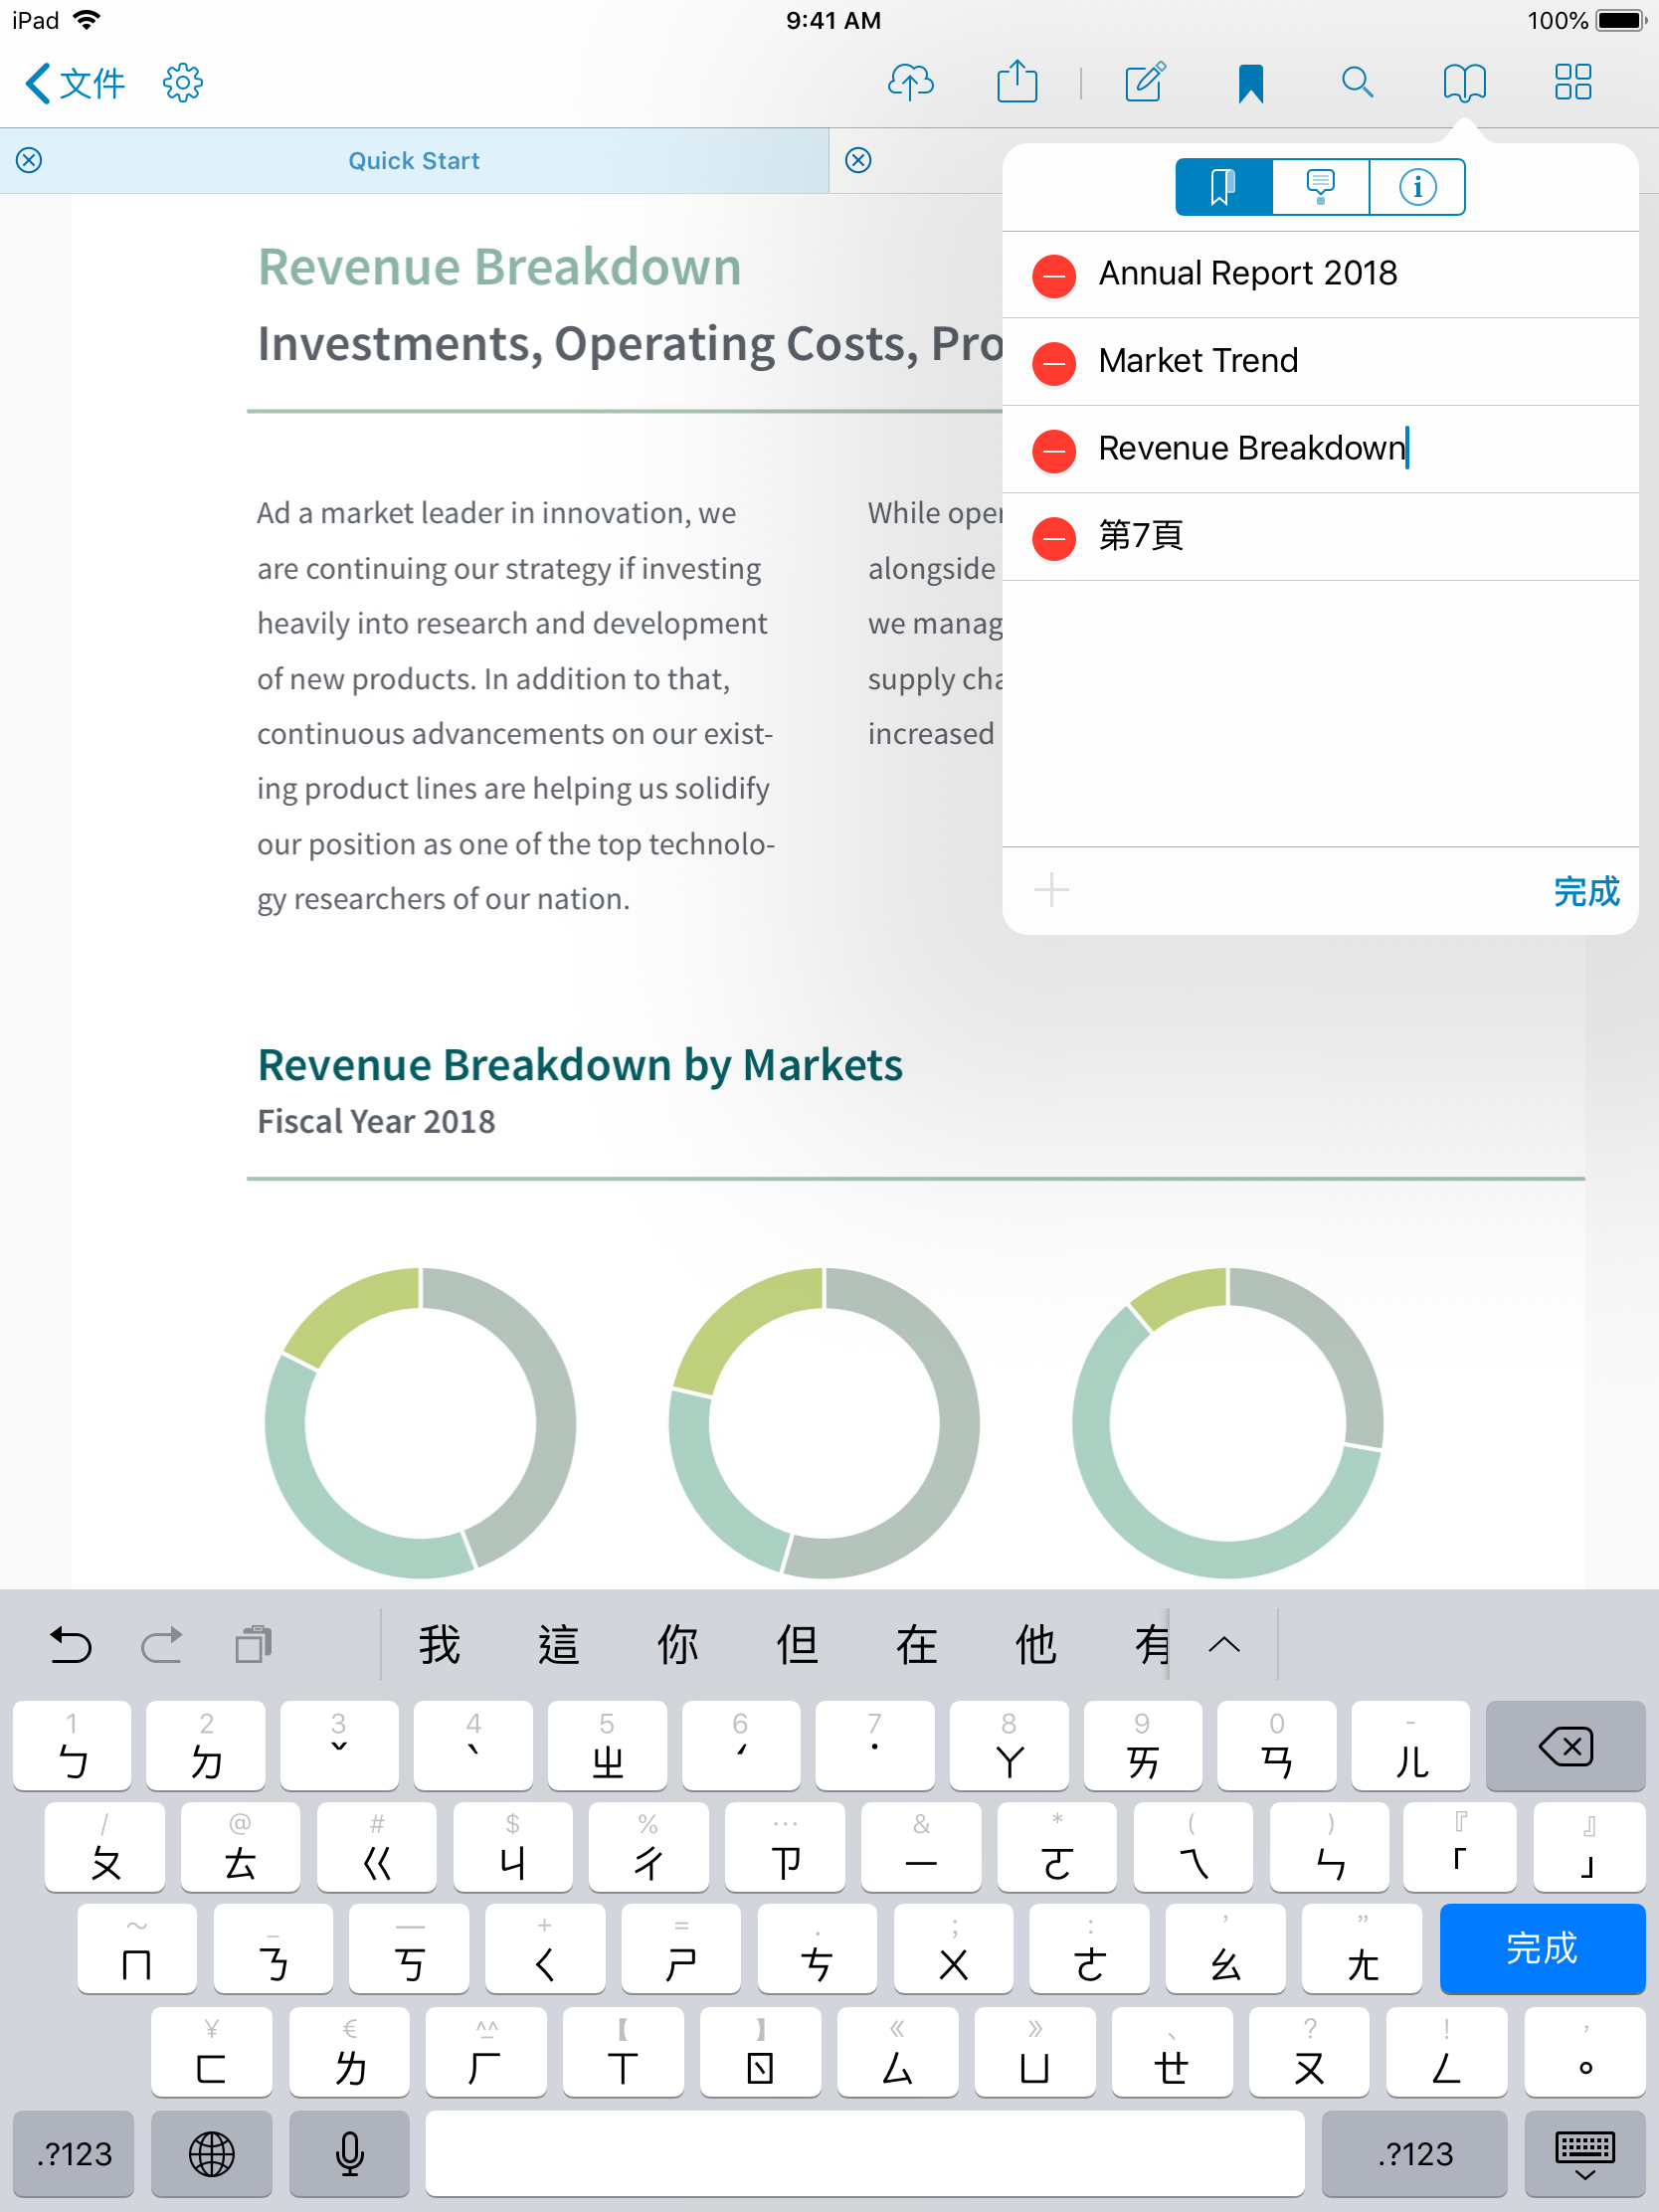 iPad 9:41 AM 100%
文件
Quick Start
Annual Report 2018
Market Trend
Revenue Breakdown
第7頁
完成
Revenue Breakdown
Investments, Operating Costs, Pro
Ad a market leader in innovation, we
are continuing our strategy if investing
heavily into research and development
of new products. In addition to that,
continuous advancements on our exist-
ing product lines are helping us solidify
our position as one of the top technolo-
gy researchers of our nation.
While oper
alongside
we manag
supply cha
increased
Revenue Breakdown by Markets
Fiscal Year 2018
我 這 你 但 在 他 有
1 2 3 4 5 6 7 8 9 0 -
ㄅ ㄉ ˇ ˋ ㄓ ˊ ˙ ㄚ ㄞ ㄢ ㄦ
/ @ # $ % … & * ( ) 『 』
ㄆ ㄊ ㄍ ㄐ ㄔ ㄗ ㄧ ㄛ ㄟ ㄣ 「 」
~ _ — + = . ; : ’ ”
ㄇ ㄋ ㄎ ㄑ ㄕ ㄘ ㄨ ㄜ ㄠ ㄤ 完成
¥ € ^_^ 【 】 《 》 、 ? ! ,
ㄈ ㄌ ㄏ ㄒ ㄖ ㄙ ㄩ ㄝ ㄡ ㄥ 。
.?123 .?123